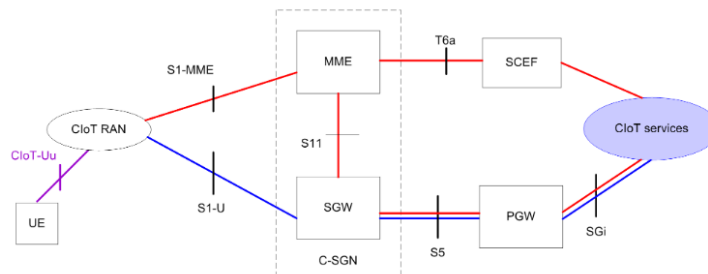 T6a
S1-MME
MME
SCEF
CIoT RAN
CIoT services
S11
CIoT-Uu
S1-U
SGW
PGW
UE
S5
SGi
C-SGN